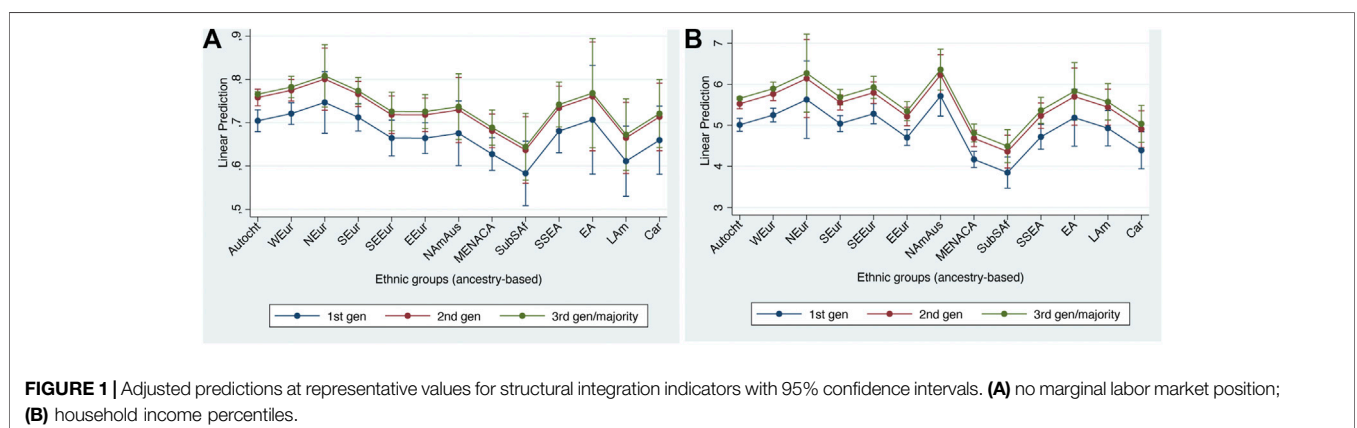 A
B
Linear Prediction
,9
,8
,7
,6
,5
Autocht
WEur
NEur
SEur
SEEur
EEur
NAmAus
MENACA
SubSAf
SSEA
EA
LAm
Car
Ethnic groups (ancestry-based)
1st gen 2nd gen 3rd gen/majority
Linear Prediction
7
6
5
4
3
Autocht
WEur
NEur
SEur
SEEur
EEur
NAmAus
MENACA
SubSAf
SSEA
EA
LAm
Car
Ethnic groups (ancestry-based)
1st gen 2nd gen 3rd gen/majority
FIGURE 1 | Adjusted predictions at representative values for structural integration indicators with 95% confidence intervals. (A) no marginal labor market position;
(B) household income percentiles.